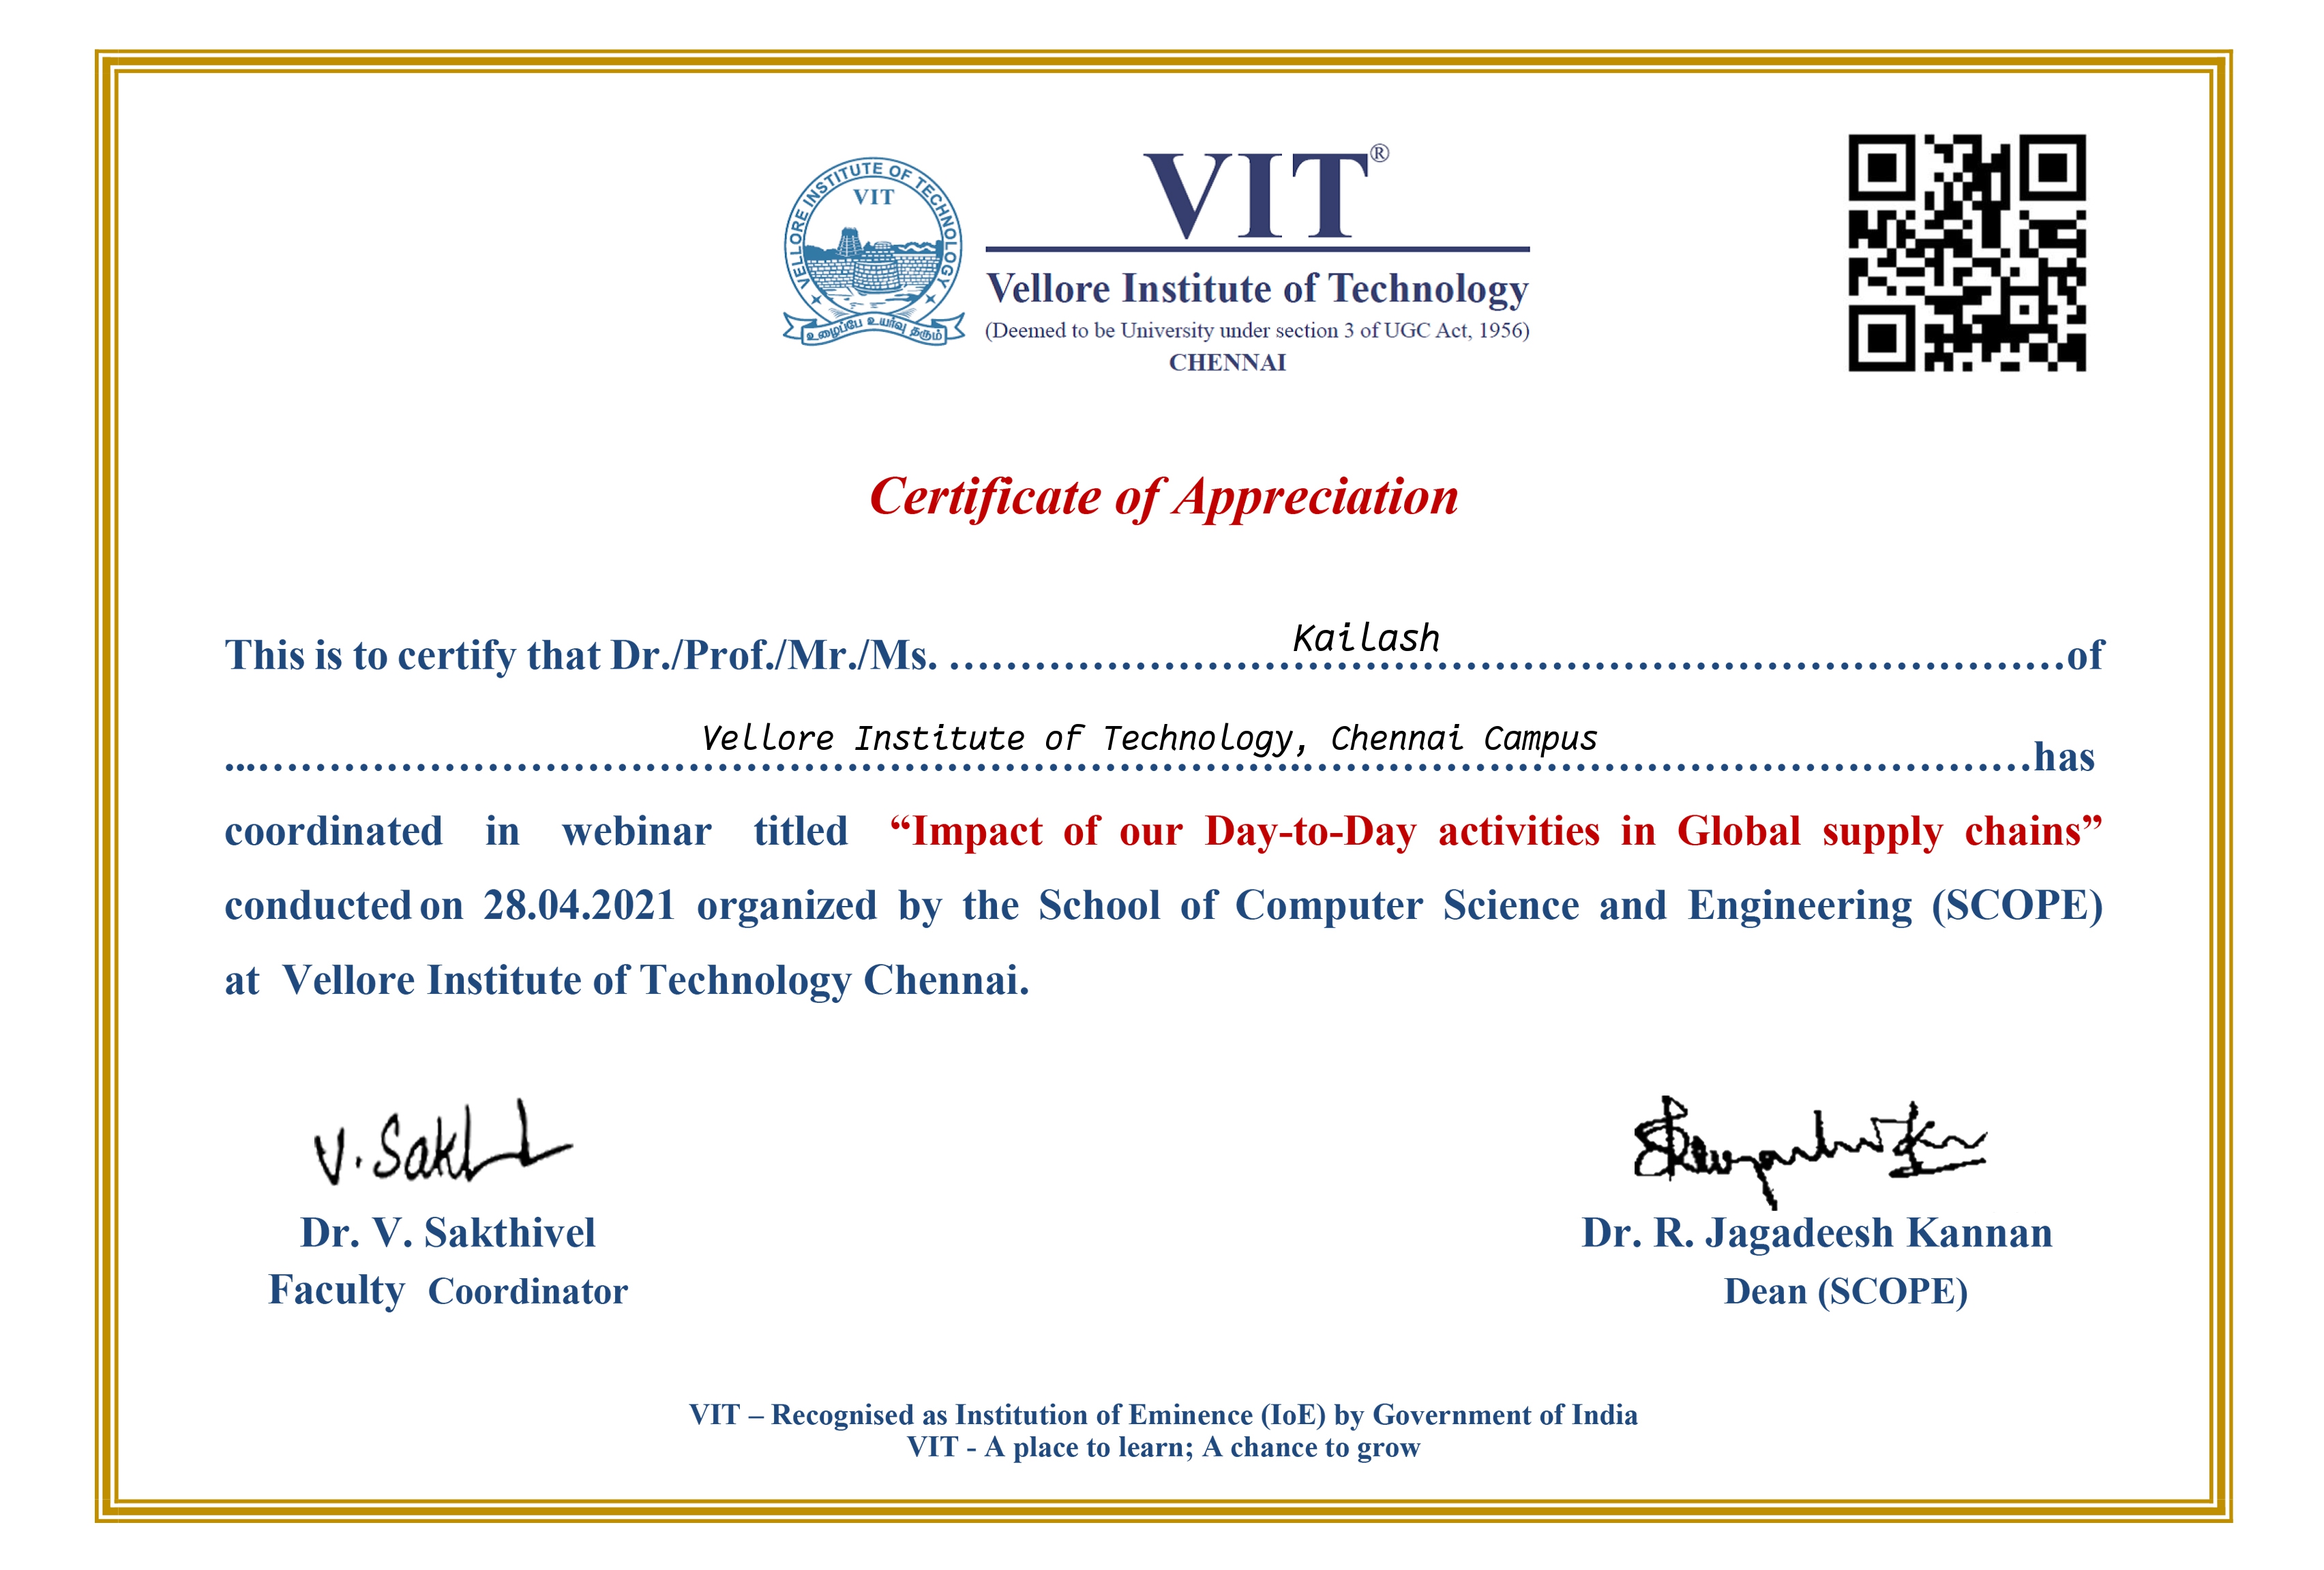 VELLORE INSTITUTE OF TECHNOLOGY
VIT
உழைப்பே உயர்வு தரும்
VIT®
Vellore Institute of Technology
(Deemed to be University under section 3 of UGC Act, 1956)
CHENNAI
Certificate of Appreciation
This is to certify that Dr./Prof./Mr./Ms. ……… Kailash ………of
……… Vellore Institute of Technology, Chennai Campus ………has
coordinated in webinar titled “Impact of our Day-to-Day activities in Global supply chains”
conducted on 28.04.2021 organized by the School of Computer Science and Engineering (SCOPE)
at Vellore Institute of Technology Chennai.
V. Sakthivel
Dr. V. Sakthivel
Faculty Coordinator
Dr. R. Jagadeesh Kannan
Dean (SCOPE)
VIT – Recognised as Institution of Eminence (IoE) by Government of India
VIT - A place to learn; A chance to grow